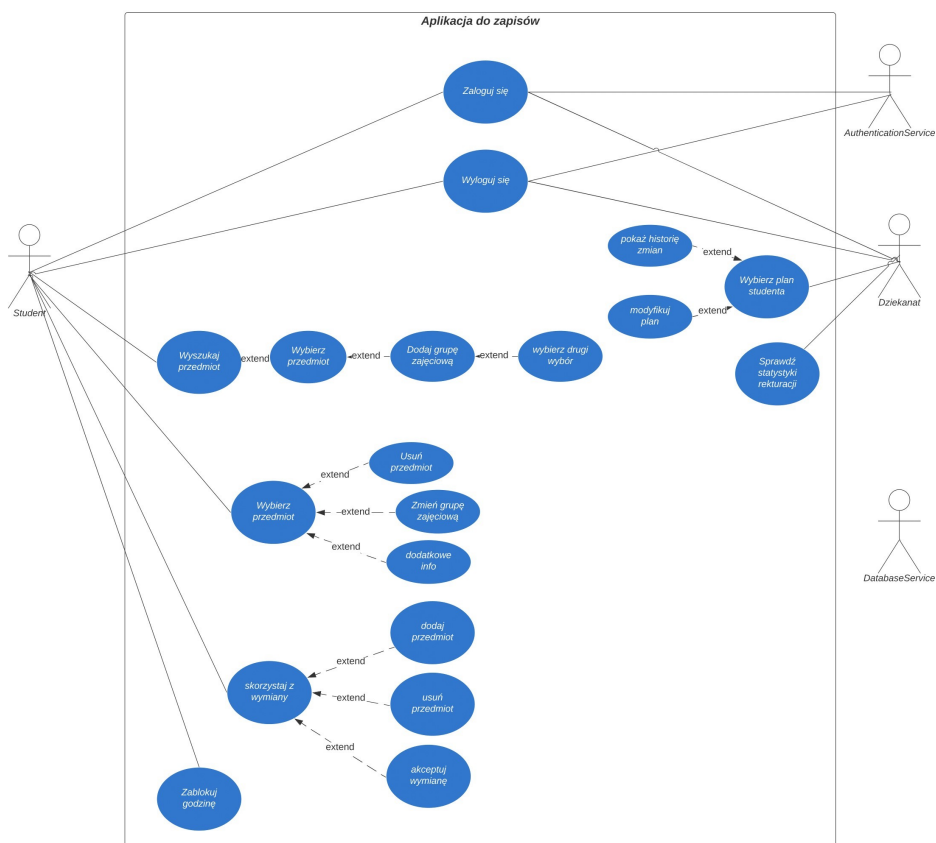 Aplikacja do zapisów
Zaloguj się
AuthenticationService
Wyloguj się
pokaż historię
zmian
extend
Wybierz plan
studenta
Student
Dziekanat
modyfikuj
plan
extend
Wyszukaj
przedmiot
extend
Wybierz
przedmiot
extend
Dodaj grupę
zajęciową
extend
wybierz drugi
wybór
Sprawdź
statystyki
rekturacji
Usuń
przedmiot
extend
Wybierz
przedmiot
extend
Zmień grupę
zajęciową
extend
dodatkowe
info
DatabaseService
dodaj
przedmiot
extend
skorzystaj z
wymiany
extend
usuń
przedmiot
extend
akceptuj
wymianę
Zablokuj
godzinę